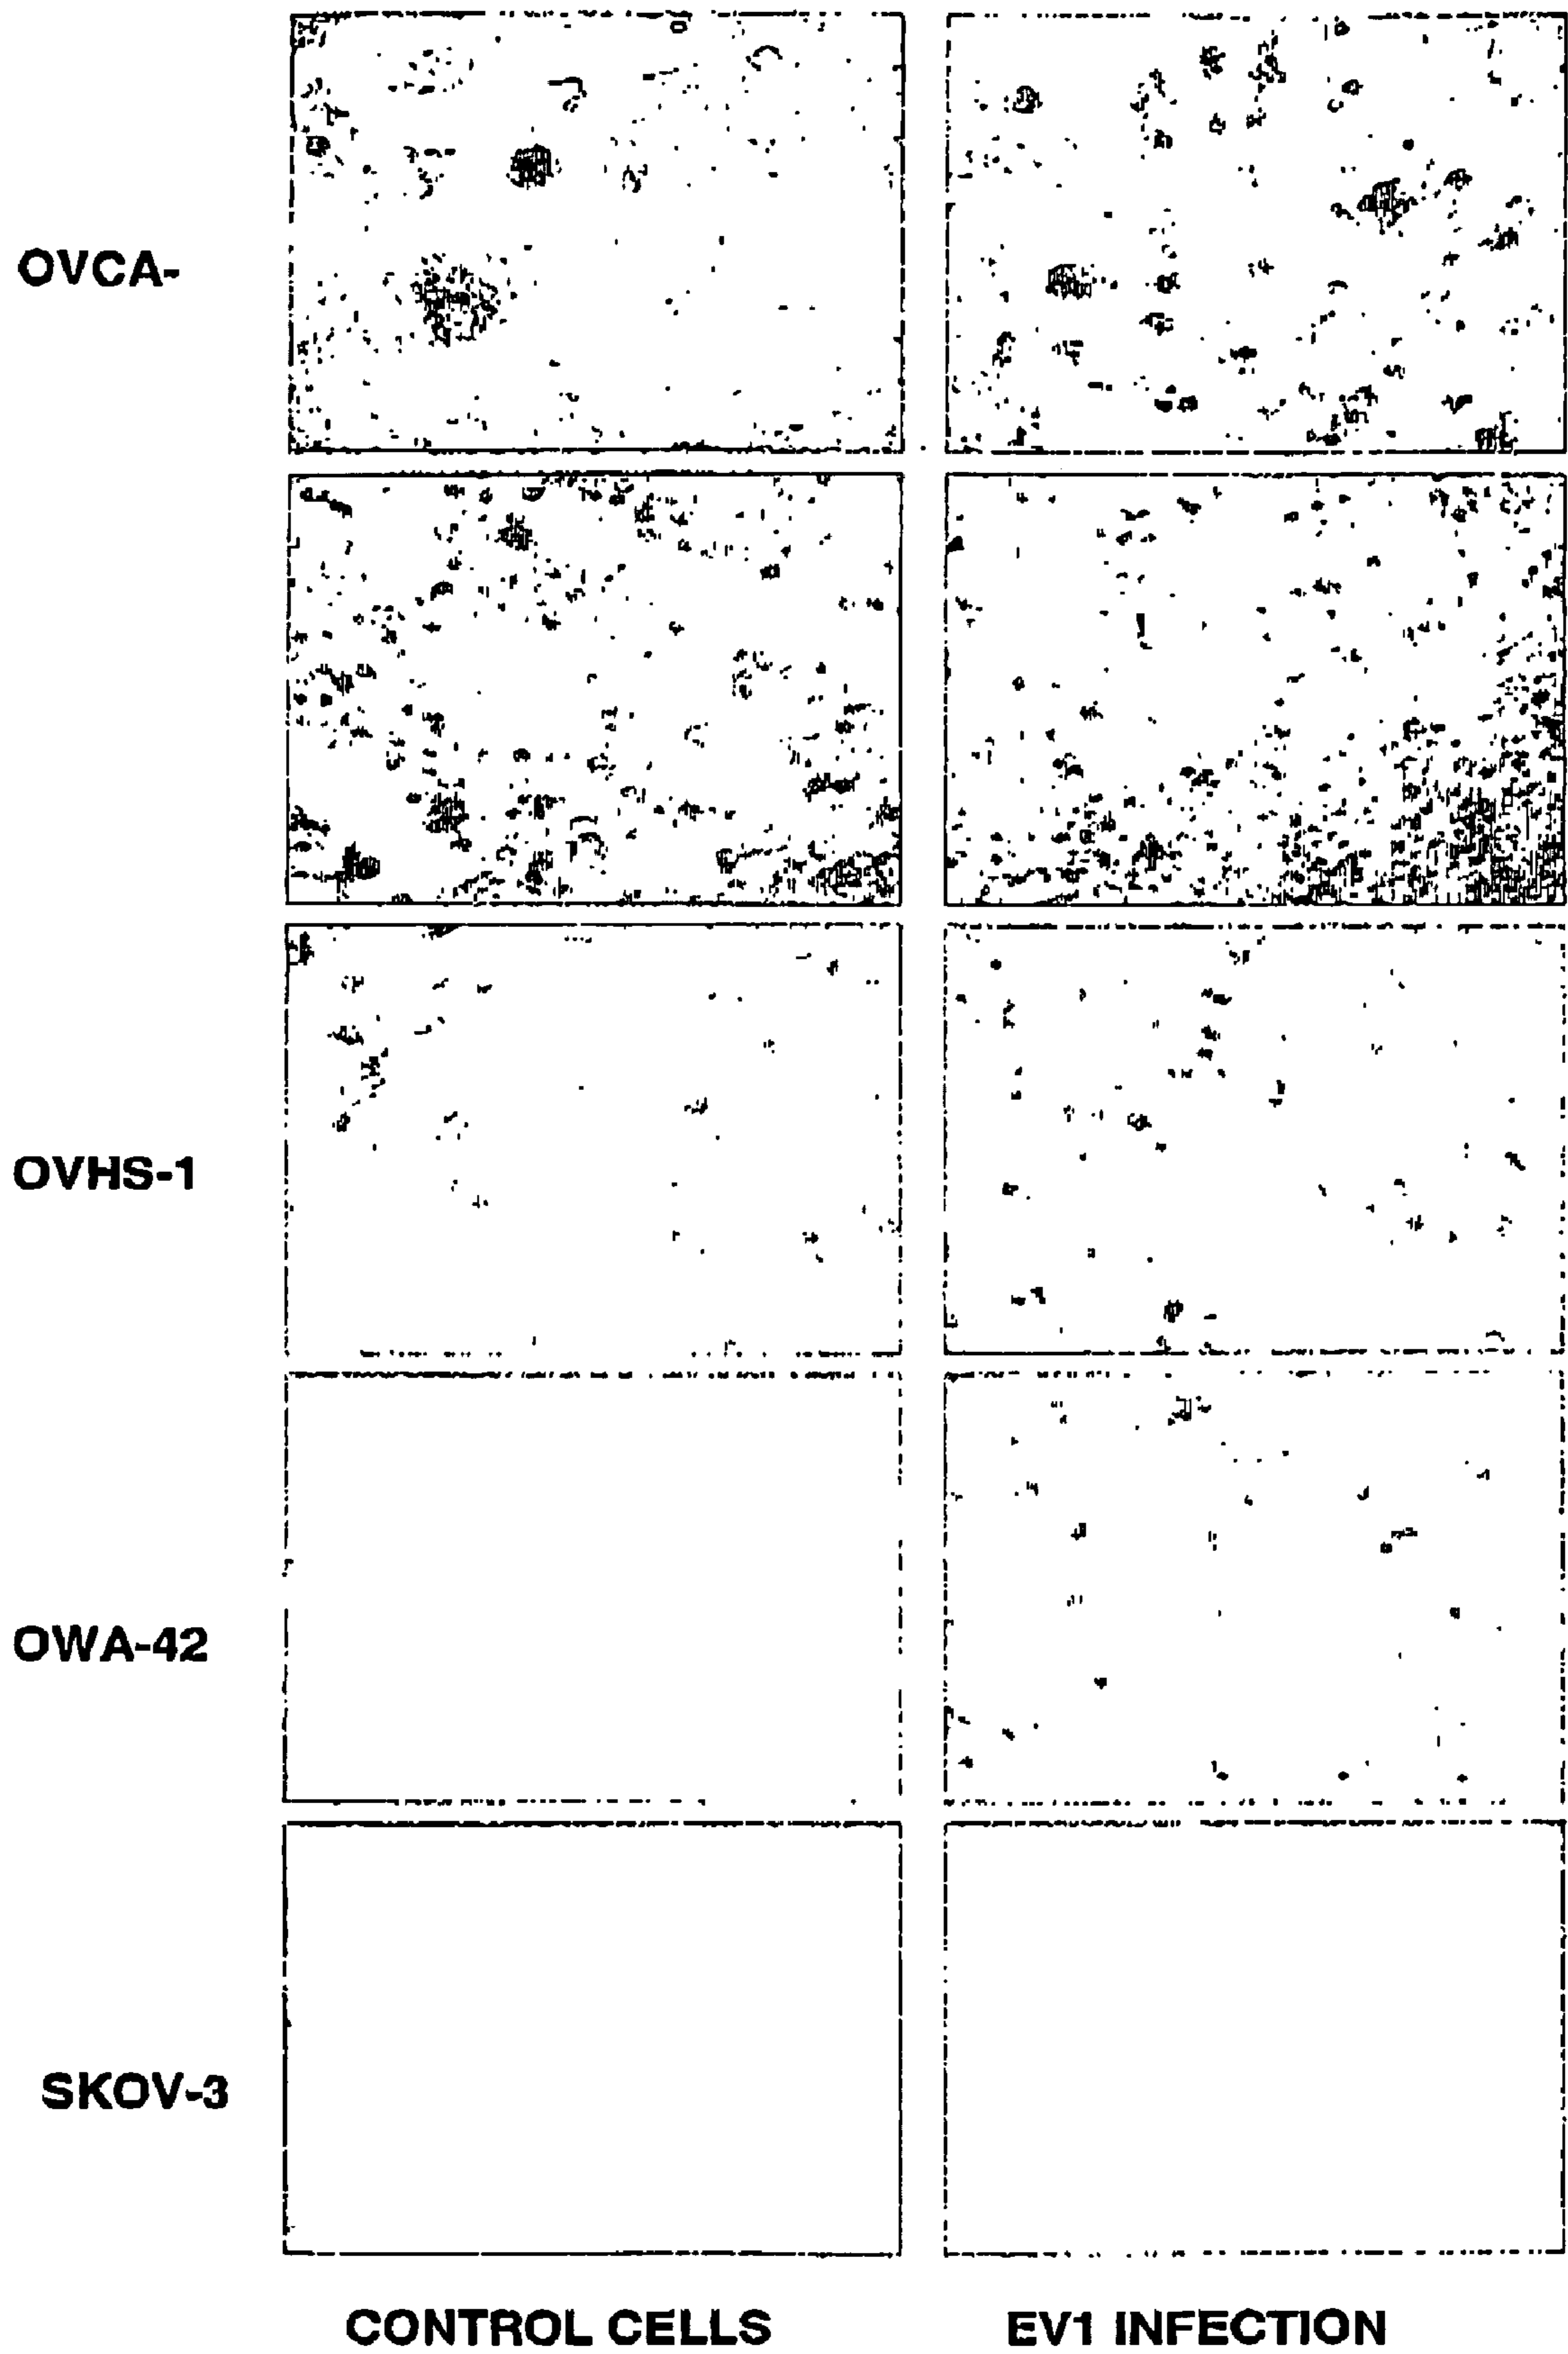 OVCA-
OVHS-1
OWA-42
SKOV-3
CONTROL CELLS
EV1 INFECTION